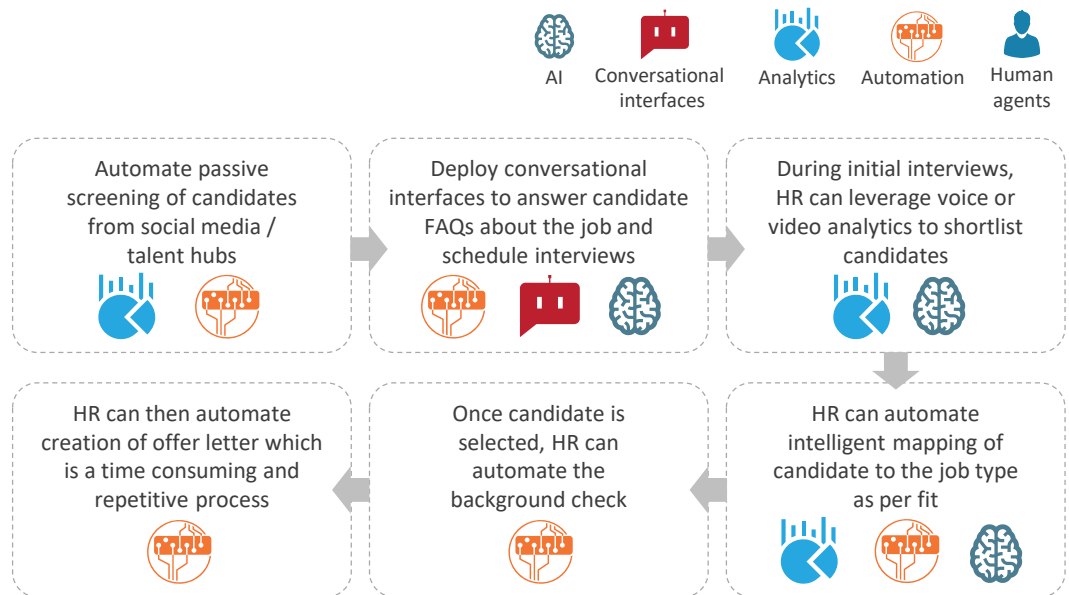 AI
Conversational
interfaces
Analytics
Automation
Human
agents
Automate passive
screening of candidates
from social media /
talent hubs
Deploy conversational
interfaces to answer candidate
FAQs about the job and
schedule interviews
During initial interviews,
HR can leverage voice or
video analytics to shortlist
candidates
HR can automate
intelligent mapping of
candidate to the job type
as per fit
Once candidate is
selected, HR can
automate the
background check
HR can then automate
creation of offer letter which
is a time consuming and
repetitive process